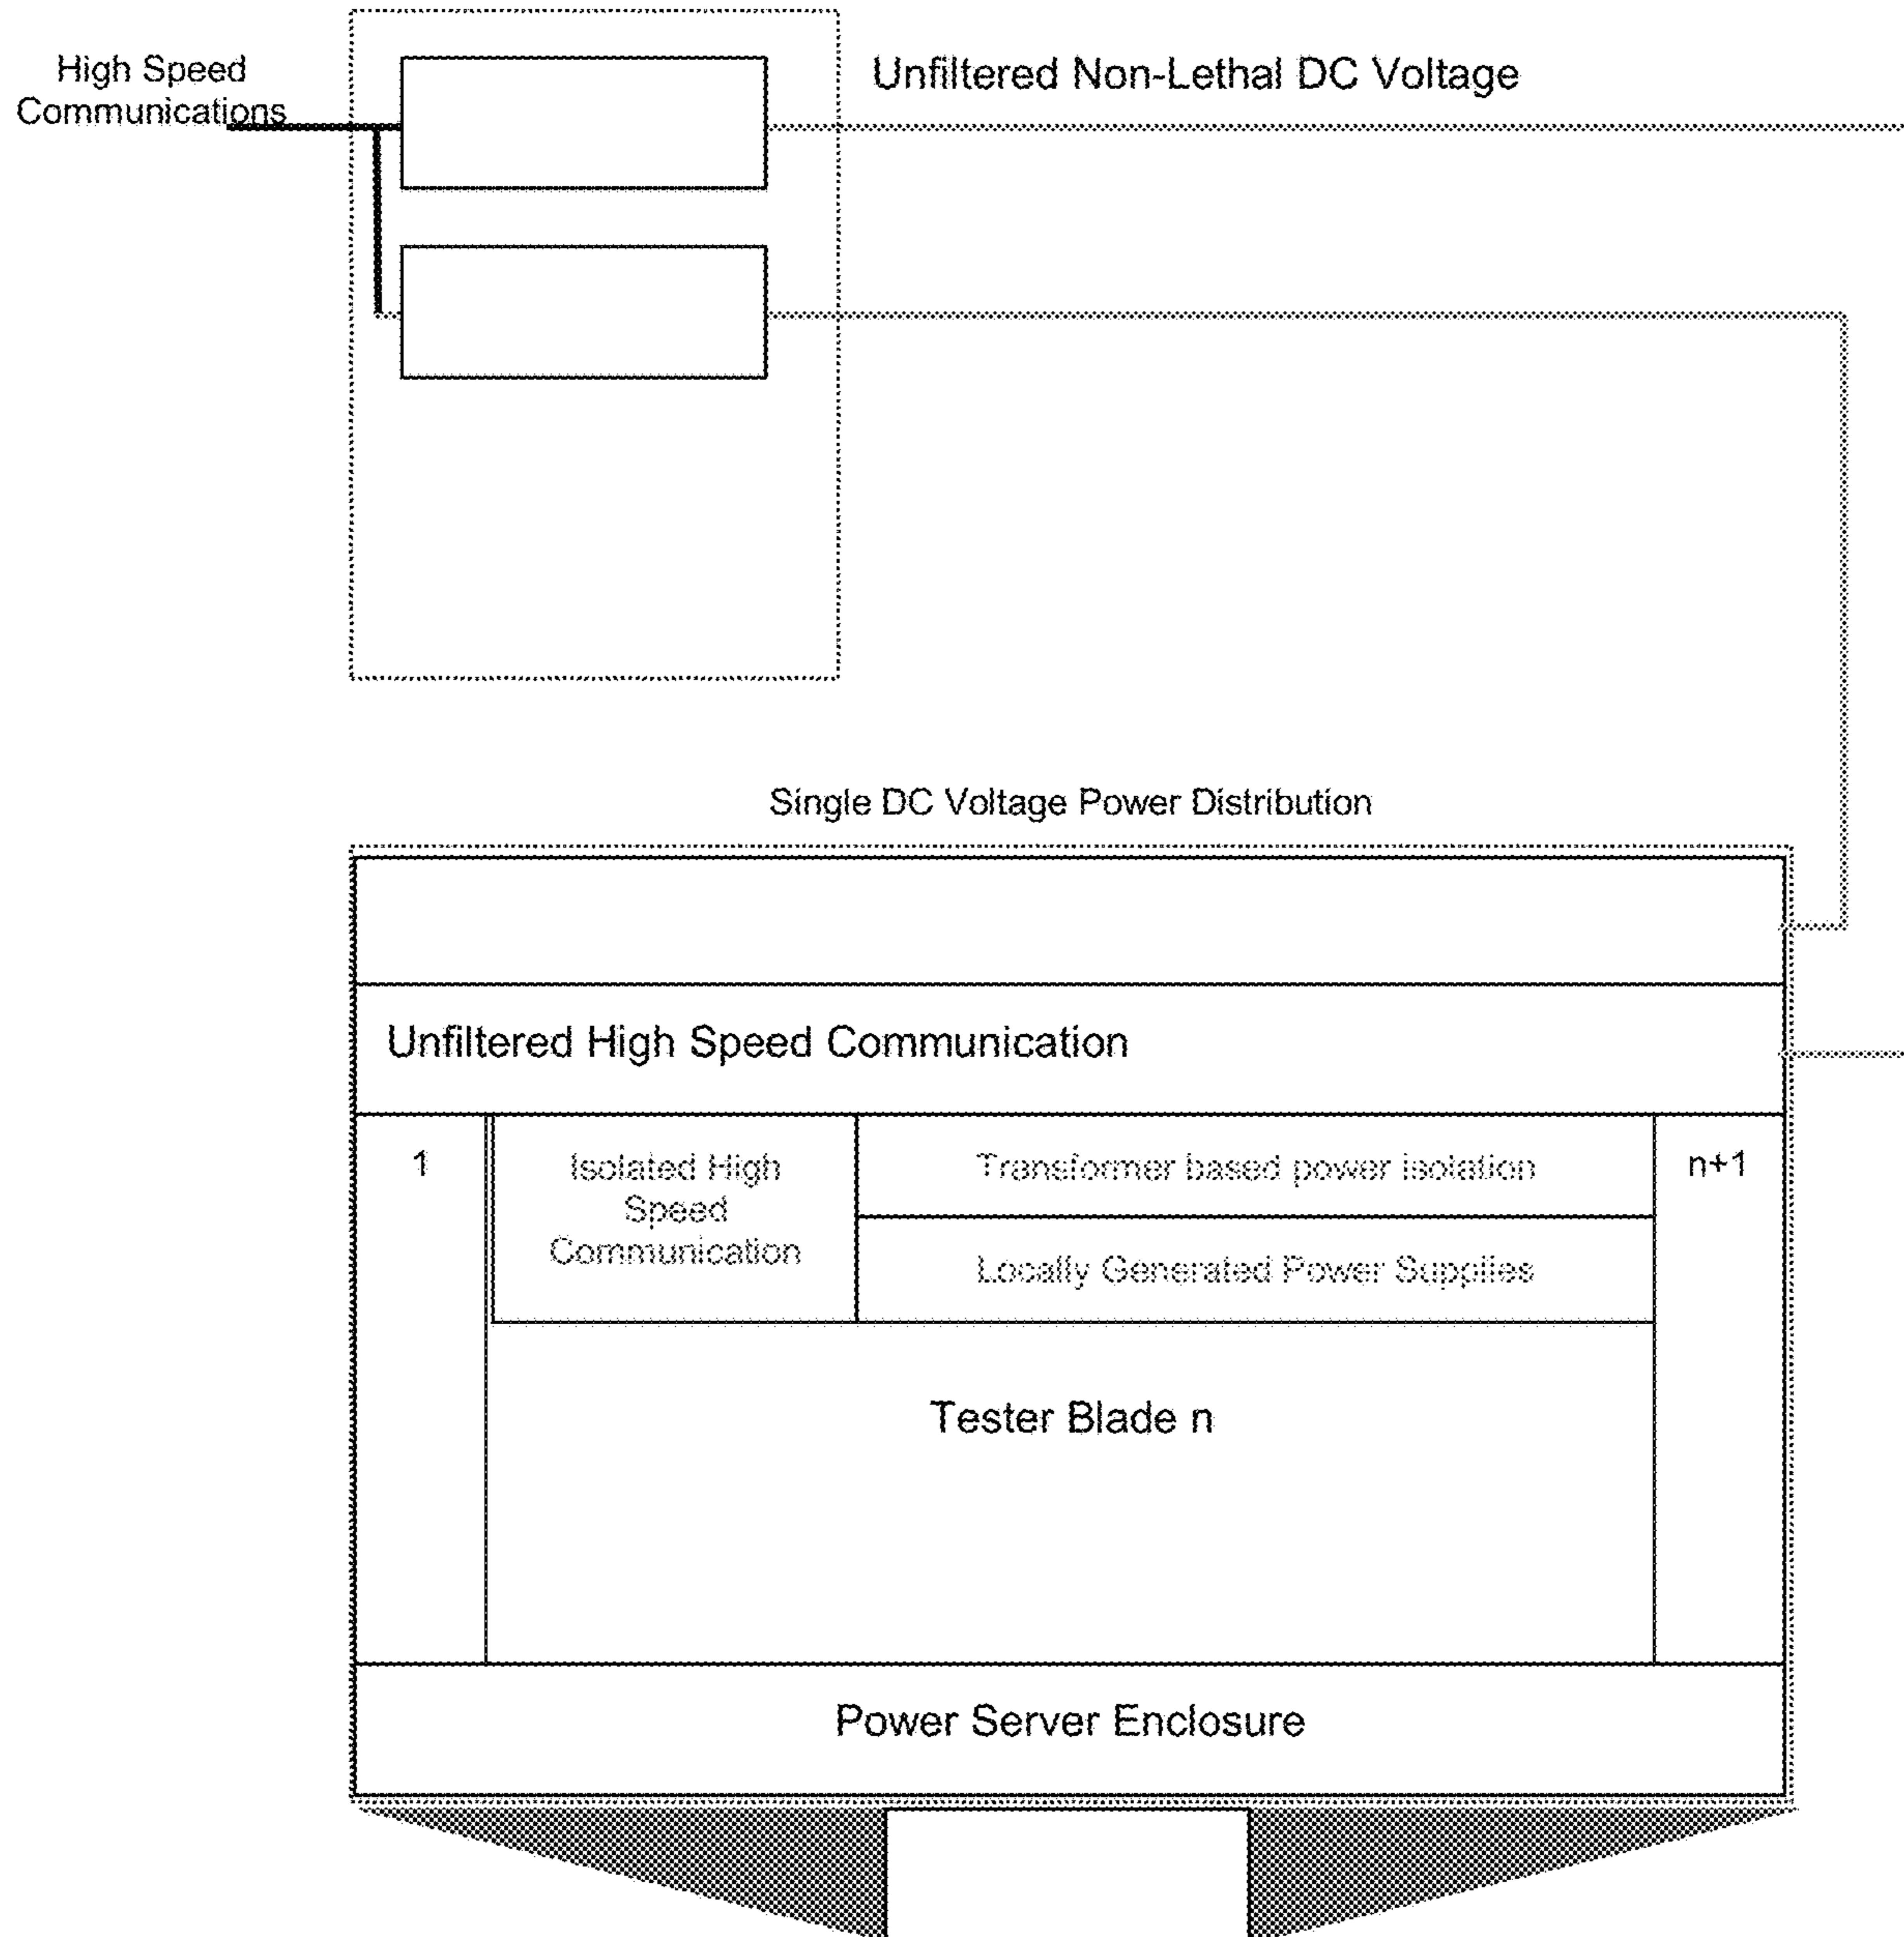 High Speed
Communications
Unfiltered Non-Lethal DC Voltage
Single DC Voltage Power Distribution
Unfiltered High Speed Communication
1
Isolated High
Speed
Communication
Transformer based power isolation
Locally Generated Power Supplies
n+1
Tester Blade n
Power Server Enclosure